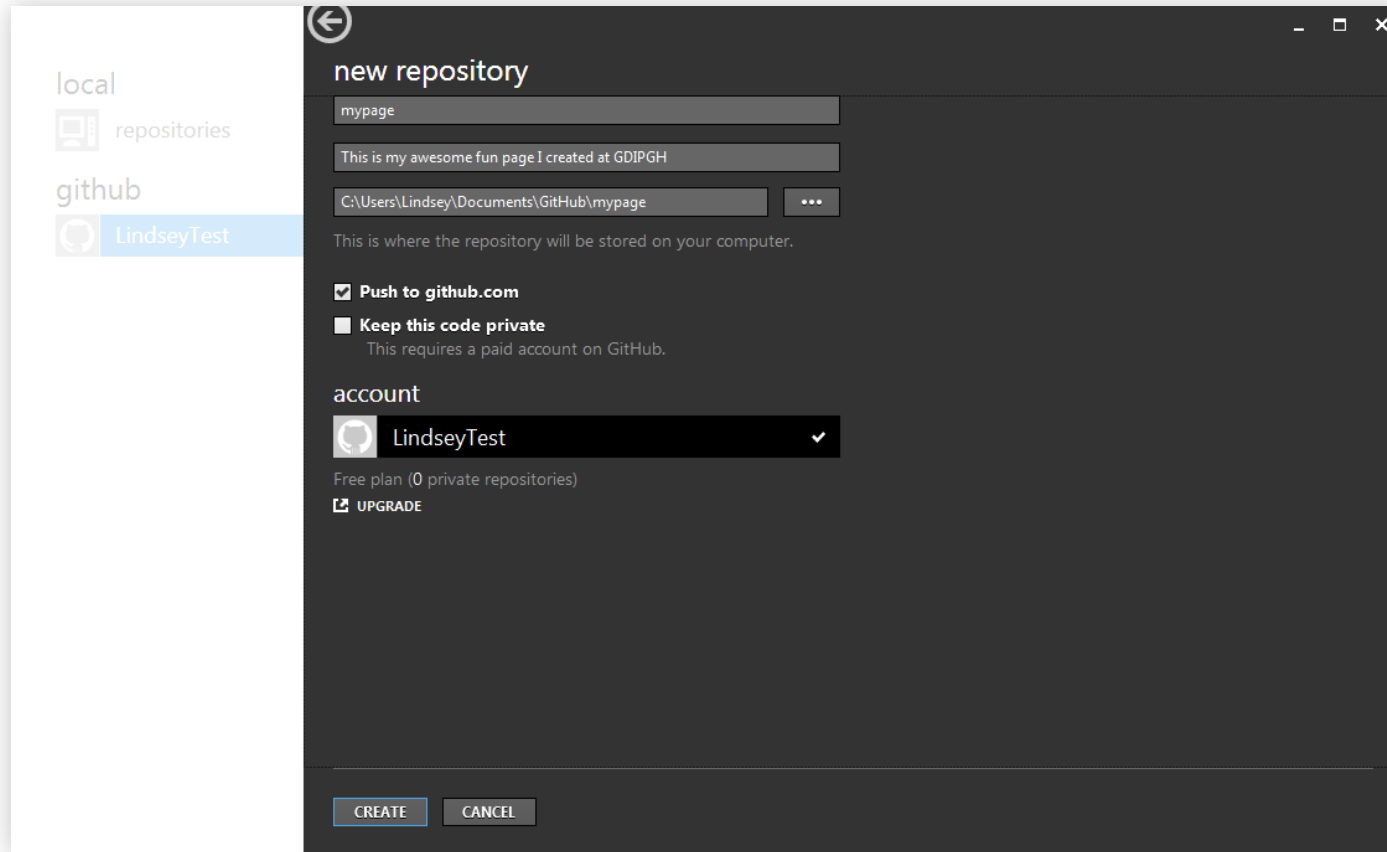 local
repositories
github
LindseyTest
new repository
mypage
This is my awesome fun page I created at GDIPGH
C:\Users\Lindsey\Documents\GitHub\mypage
This is where the repository will be stored on your computer.
Push to github.com
Keep this code private
This requires a paid account on GitHub.
account
LindseyTest
Free plan (0 private repositories)
UPGRADE
CREATE
CANCEL